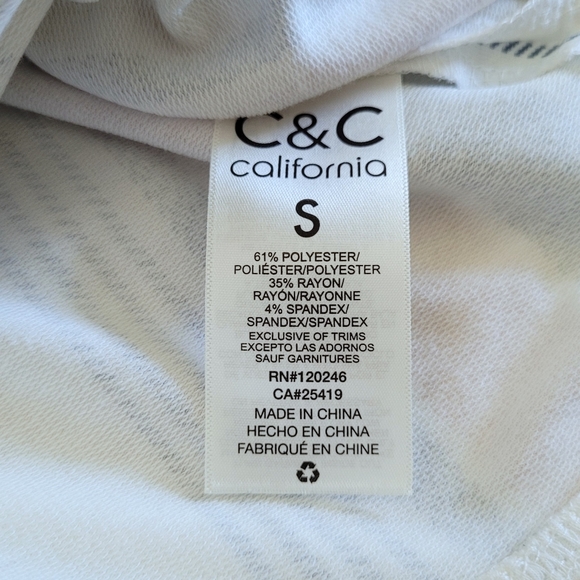 C&C
california
S
61% POLYESTER/
POLIÉSTER/POLYESTER
35% RAYON/
RAYÓN/RAYONNE
4% SPANDEX/
SPANDEX/SPANDEX
EXCLUSIVE OF TRIMS
EXCEPTO LAS ADORNOS
SAUF GARNITURES
RN#120246
CA#25419
MADE IN CHINA
HECHO EN CHINA
FABRIQUÉ EN CHINE